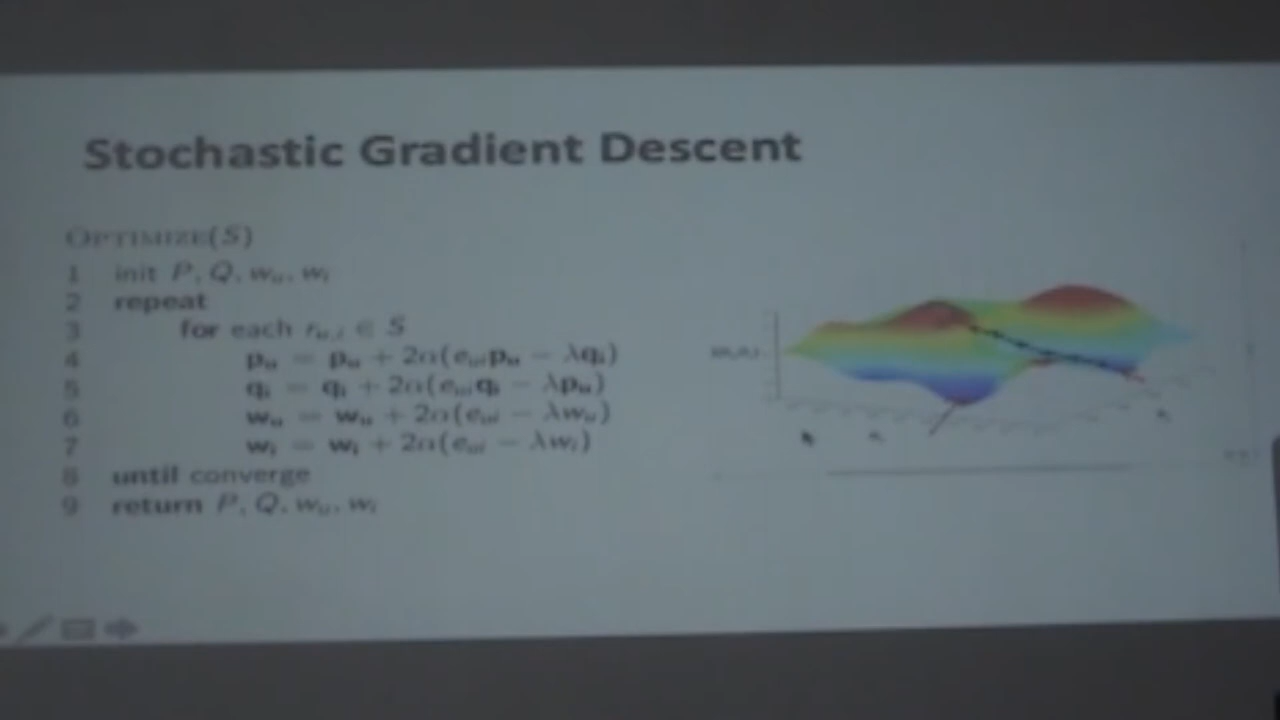 Stochastic Gradient Descent
OPTIMIZE(S)
1 init P, Q, wᵤ, wᵢ
2 repeat
3 for each rᵤ,ᵢ ∈ S
4 pᵤ = pᵤ + 2α(eᵤᵢpᵤ − λqᵢ)
5 qᵢ = qᵢ + 2α(eᵤᵢqᵢ − λpᵤ)
6 wᵤ = wᵤ + 2α(eᵤᵢ − λwᵤ)
7 wᵢ = wᵢ + 2α(eᵤᵢ − λwᵢ)
8 until converge
9 return P, Q, wᵤ, wᵢ